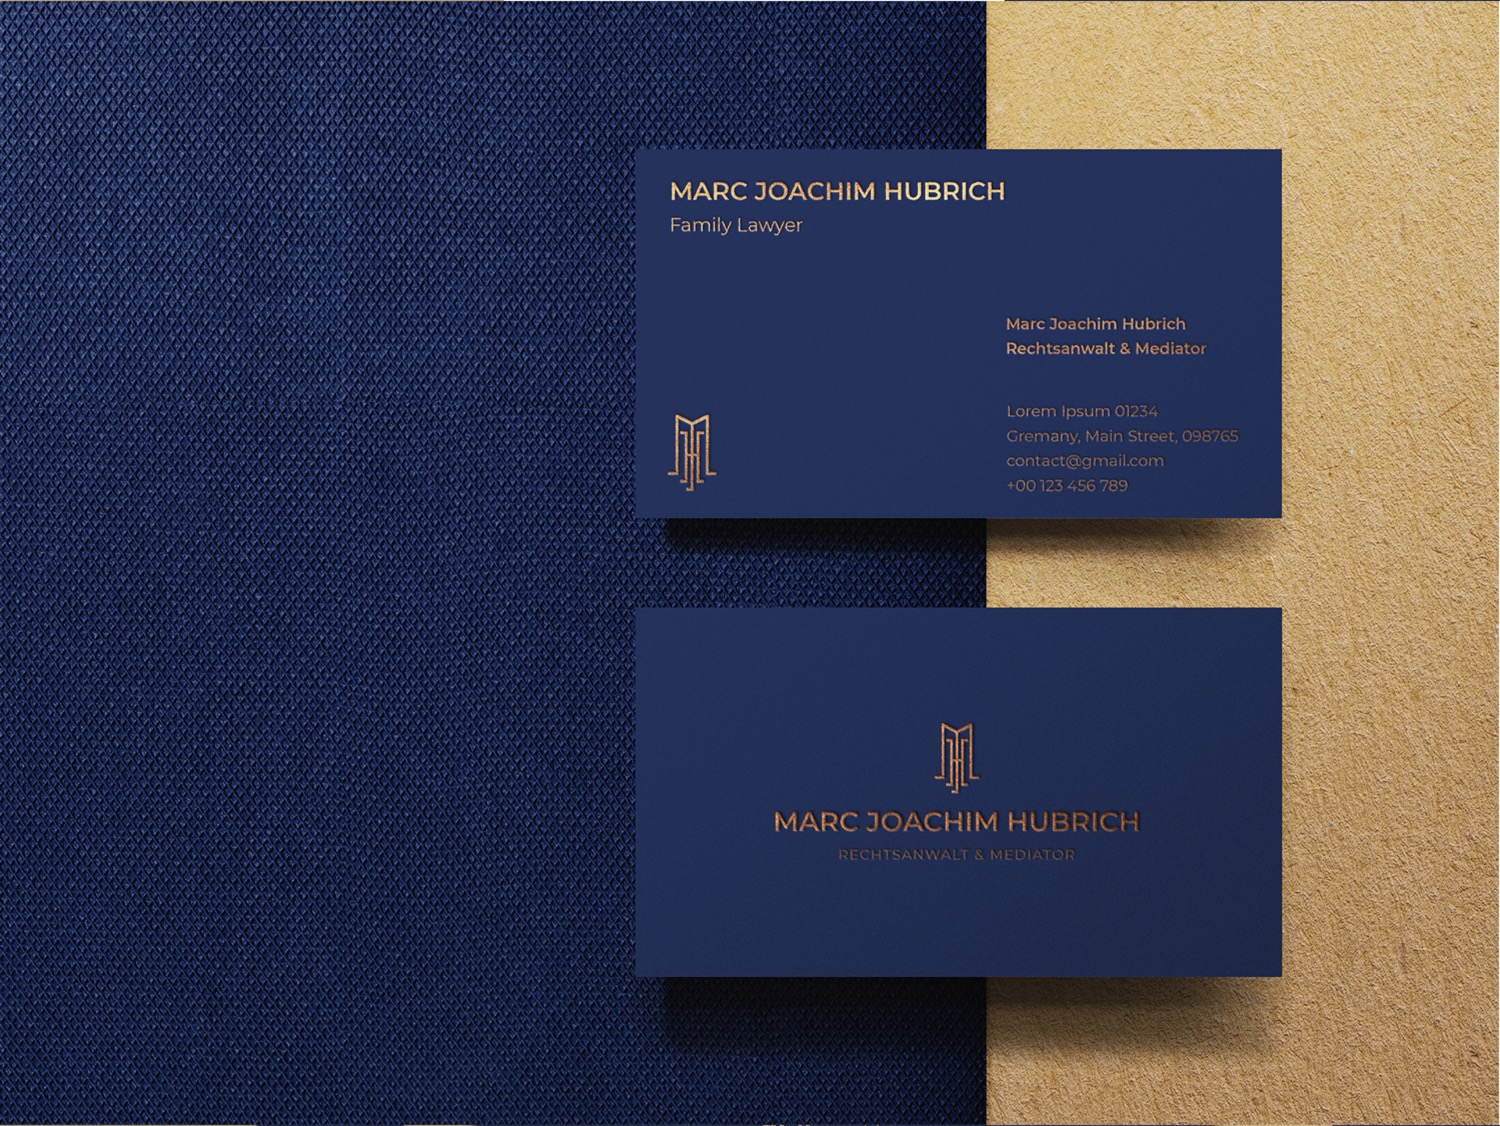 MARC JOACHIM HUBRICH
Family Lawyer
Marc Joachim Hubrich
Rechtsanwalt & Mediator
Lorem Ipsum 01234
Gremany, Main Street, 098765
contact@gmail.com
+00 123 456 789
MARC JOACHIM HUBRICH
RECHTSANWALT & MEDIATOR